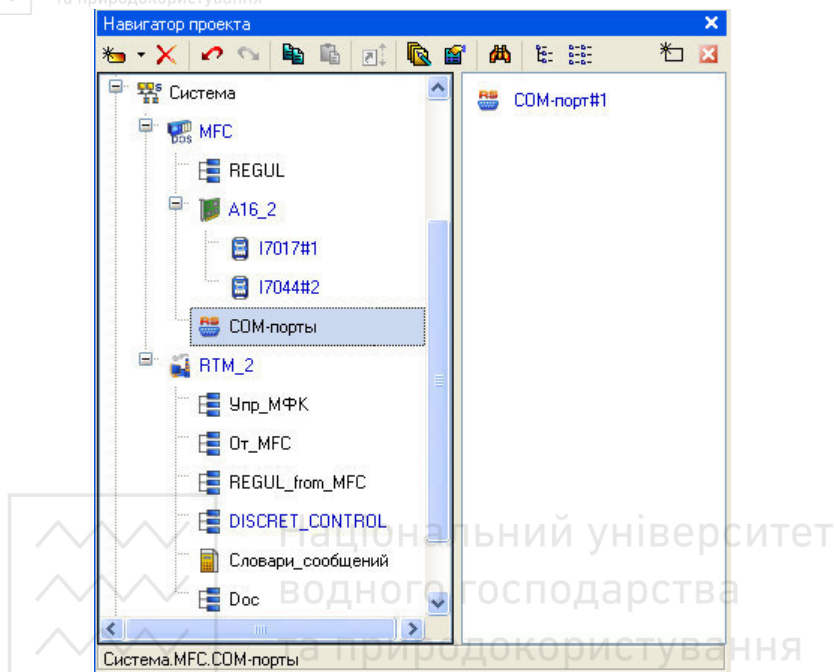 та природокористування
Навигатор проекта
Система
MFC
REGUL
A16_2
I7017#1
I7044#2
COM-порты
RTM_2
Упр_МФК
От_MFC
REGUL_from_MFC
DISCRET_CONTROL
Словари_сообщений
Doc
COM-порт#1
Національний університет
водного господарства
та природокористування
Система.MFC.COM-порты